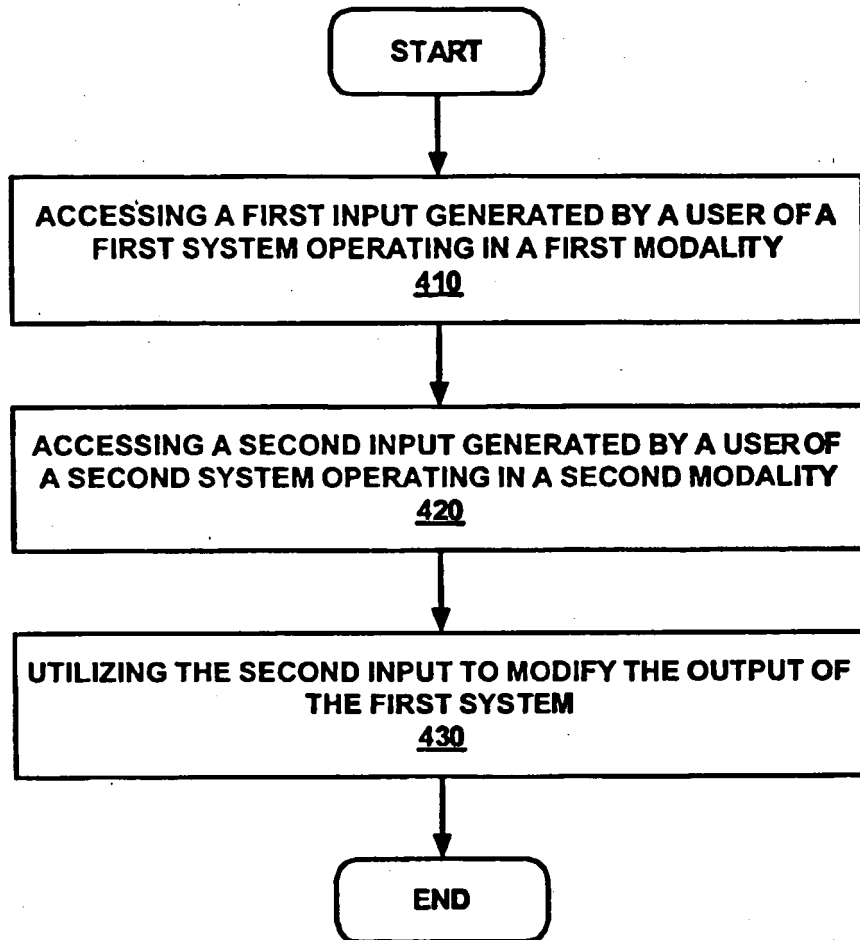 START
ACCESSING A FIRST INPUT GENERATED BY A USER OF A
FIRST SYSTEM OPERATING IN A FIRST MODALITY
410
ACCESSING A SECOND INPUT GENERATED BY A USER OF
A SECOND SYSTEM OPERATING IN A SECOND MODALITY
420
UTILIZING THE SECOND INPUT TO MODIFY THE OUTPUT OF
THE FIRST SYSTEM
430
END